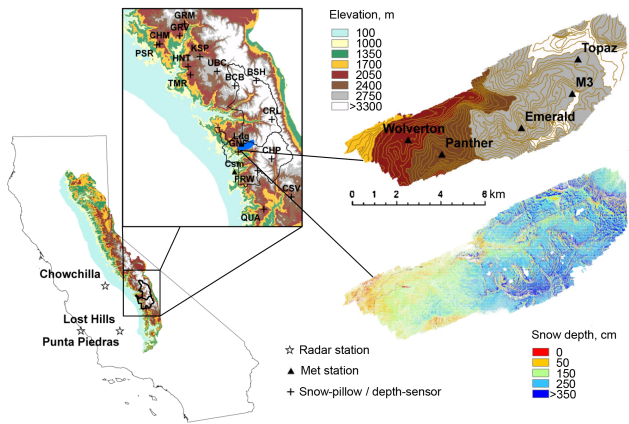 GRM
GRV
CHM
PSR
KSP
HNT
UBC
TMR
BCB
BSH
CRL
Ldg
GNF
CHP
Csm
FRW
CSV
QUA
Elevation, m
100
1000
1350
1700
2050
2400
2750
>3300
Topaz
M3
Emerald
Wolverton
Panther
0 1 2 4 6 km
Chowchilla
Lost Hills
Punta Piedras
Radar station
Met station
Snow-pillow / depth-sensor
Snow depth, cm
0
50
150
250
>350